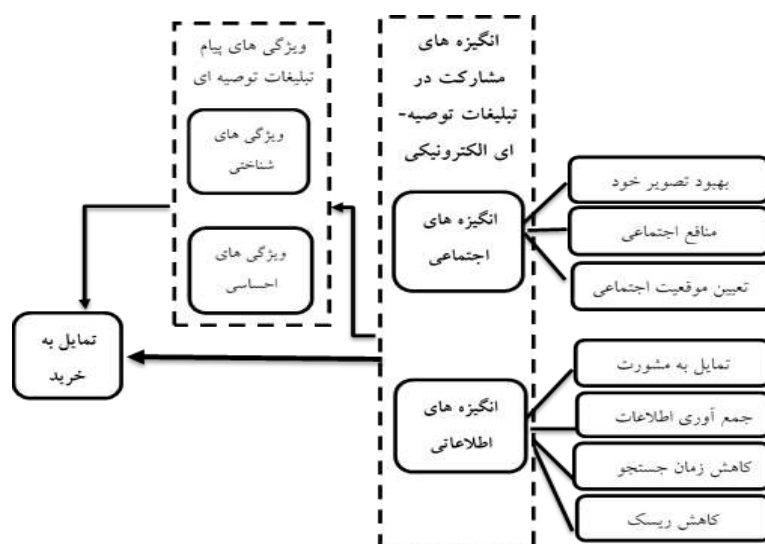 انگیزه های
مشارکت در
تبلیغات توصیه-
ای الکترونیکی
انگیزه های
اجتماعی
بهبود تصویر خود
منافع اجتماعی
تعیین موقعیت اجتماعی
انگیزه های
اطلاعاتی
تمایل به مشورت
جمع آوری اطلاعات
کاهش زمان جستجو
کاهش ریسک
ویژگی های پیام
تبلیغات توصیه ای
ویژگی های
شناختی
ویژگی های
احساسی
تمایل به
خرید